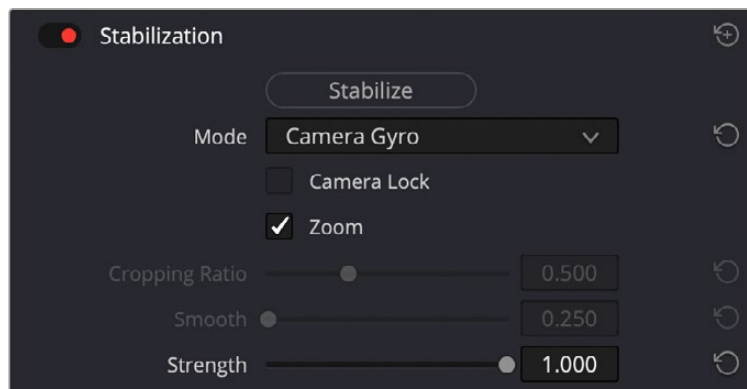 Stabilization
Stabilize
Mode Camera Gyro
Camera Lock
Zoom
Cropping Ratio 0.500
Smooth 0.250
Strength 1.000